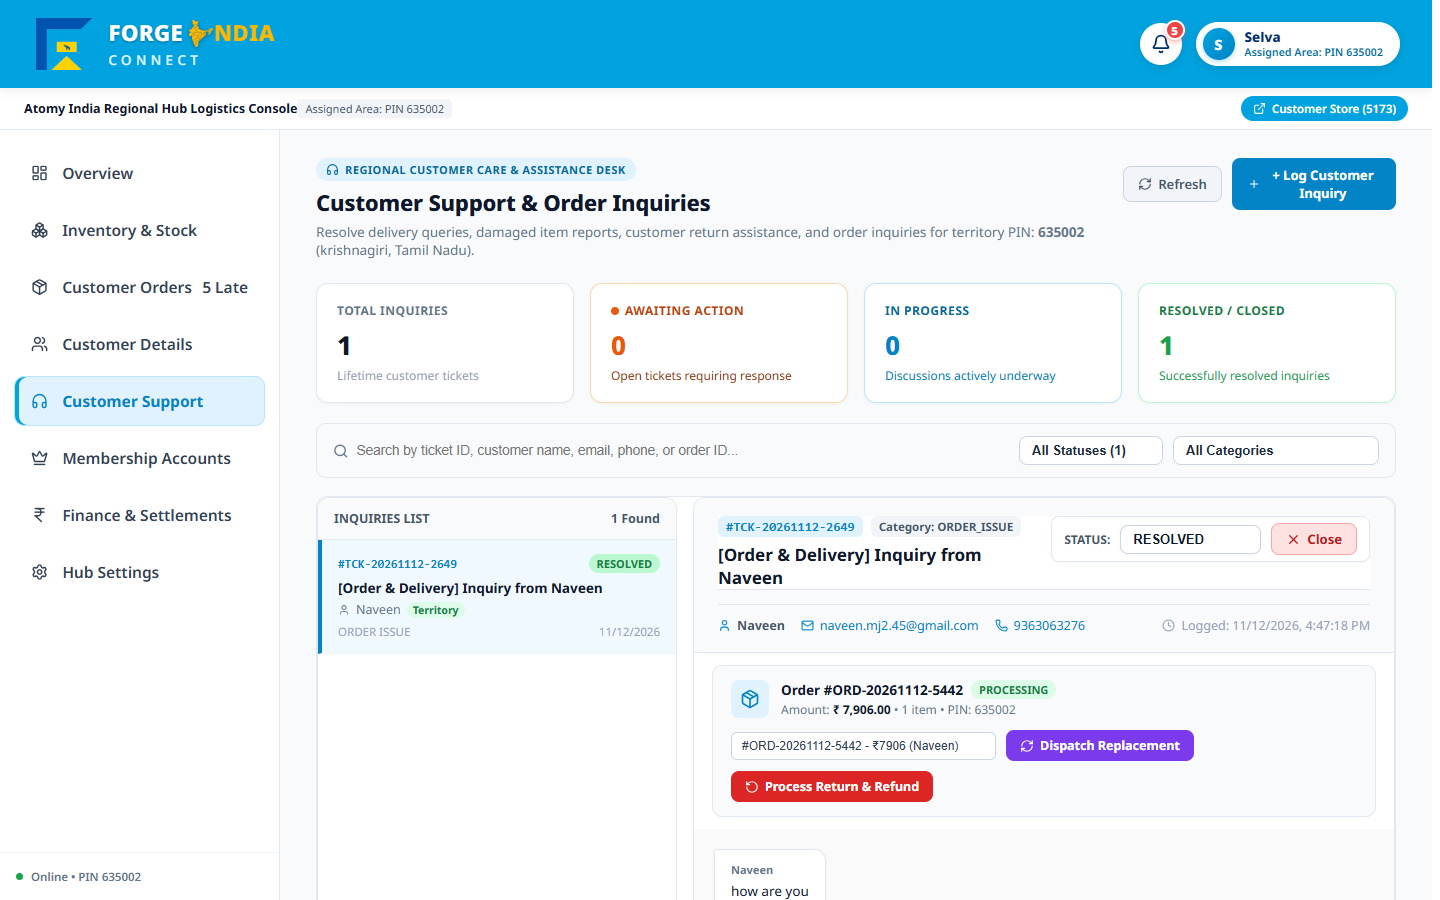 FORGE NDIA
CONNECT
5
S
Selva
Assigned Area: PIN 635002
Atomy India Regional Hub Logistics Console
Assigned Area: PIN 635002
Customer Store (5173)
Overview
Inventory & Stock
Customer Orders 5 Late
Customer Details
Customer Support
Membership Accounts
Finance & Settlements
Hub Settings
Online • PIN 635002
REGIONAL CUSTOMER CARE & ASSISTANCE DESK
Customer Support & Order Inquiries
Resolve delivery queries, damaged item reports, customer return assistance, and order inquiries for territory PIN: 635002
(krishnagiri, Tamil Nadu).
Refresh
+ Log Customer
Inquiry
TOTAL INQUIRIES
1
Lifetime customer tickets
AWAITING ACTION
0
Open tickets requiring response
IN PROGRESS
0
Discussions actively underway
RESOLVED / CLOSED
1
Successfully resolved inquiries
Search by ticket ID, customer name, email, phone, or order ID...
All Statuses (1)
All Categories
INQUIRIES LIST
1 Found
#TCK-20261112-2649
RESOLVED
[Order & Delivery] Inquiry from Naveen
Naveen Territory
ORDER ISSUE
11/12/2026
#TCK-20261112-2649
Category: ORDER_ISSUE
[Order & Delivery] Inquiry from
Naveen
STATUS:
RESOLVED
Close
Naveen
naveen.mj2.45@gmail.com
9363063276
Logged: 11/12/2026, 4:47:18 PM
Order #ORD-20261112-5442
PROCESSING
Amount: ₹ 7,906.00 • 1 item • PIN: 635002
#ORD-20261112-5442 - ₹7906 (Naveen)
Dispatch Replacement
Process Return & Refund
Naveen
how are you